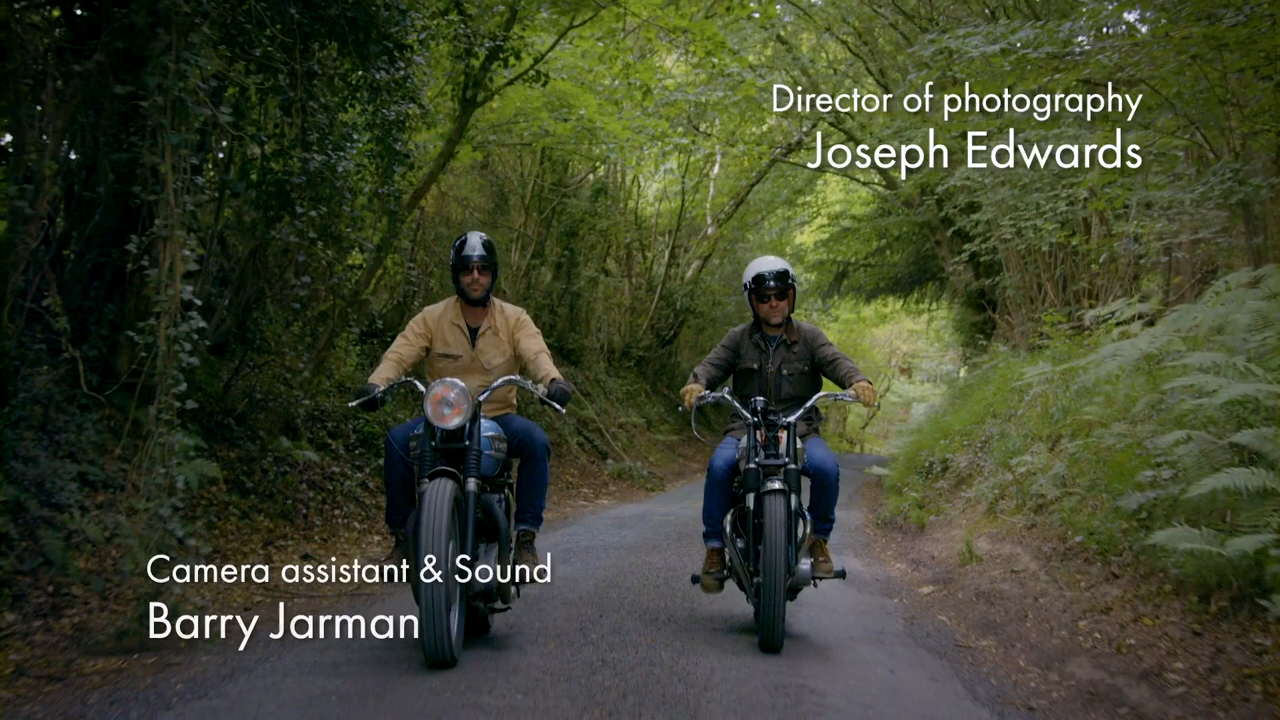 Director of photography
Joseph Edwards
Camera assistant & Sound
Barry Jarman